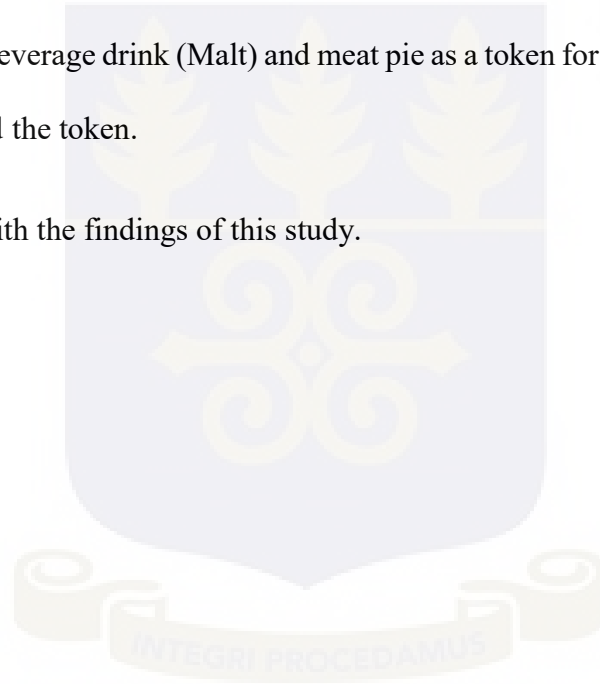 everage drink (Malt) and meat pie as a token for
the token.
ith the findings of this study.
INTEGRI PROCEDAMUS